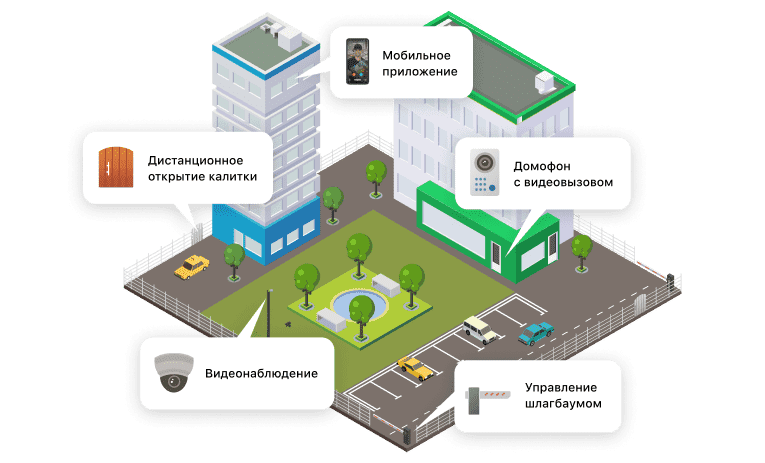 Мобильное
приложение
Дистанционное
открытие калитки
Домофон
с видеовызовом
Видеонаблюдение
Управление
шлагбаумом